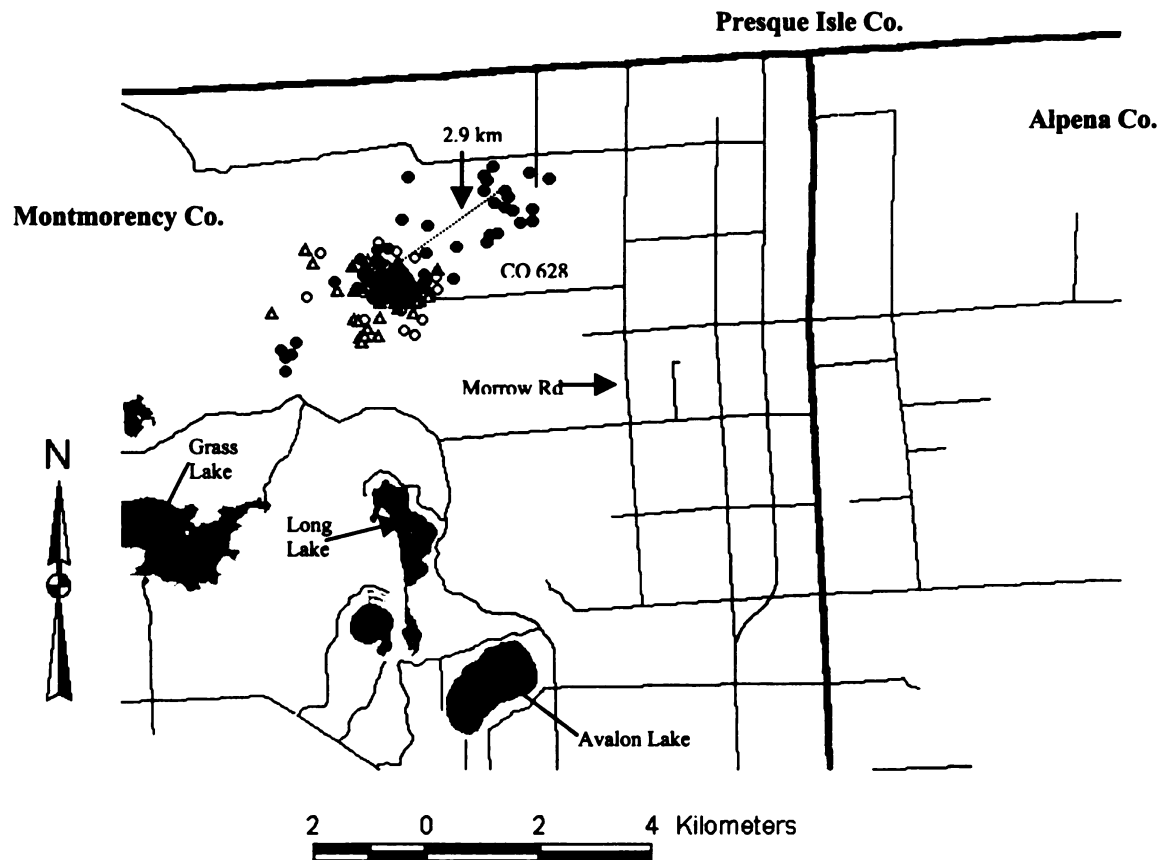 Presque Isle Co.
Alpena Co.
2.9 km
Montmorency Co.
CO 628
Morrow Rd
Grass
Lake
N
Long
Lake
Avalon Lake
2 0 2 4 Kilometers